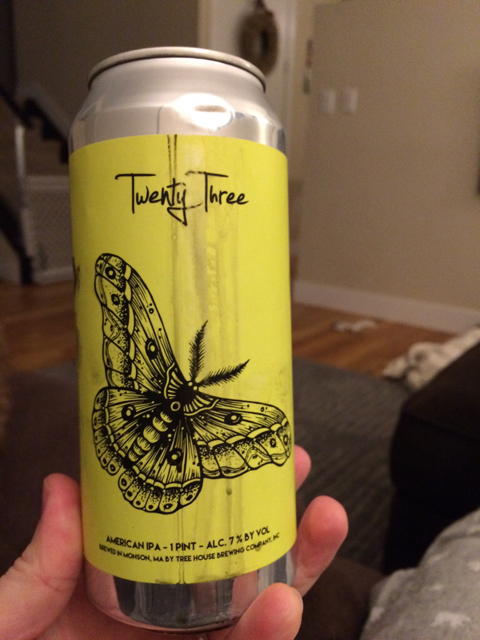 Twenty Three
AMERICAN IPA - 1 PINT - ALC. 7 % BY VOL
BREWED IN MONSON, MA BY TREE HOUSE BREWING COMPANY, INC